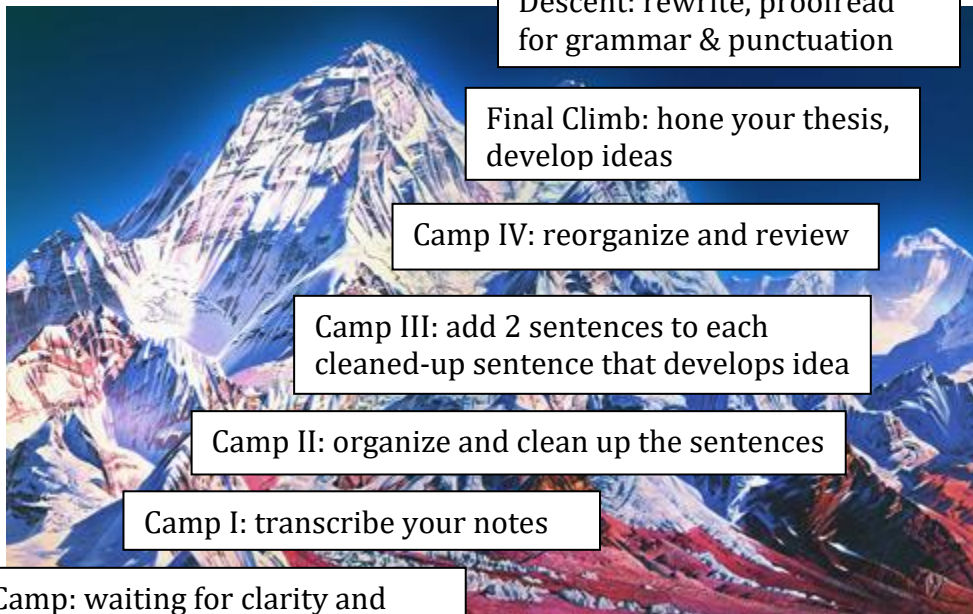 Descent: rewrite, proofread
for grammar & punctuation
Final Climb: hone your thesis,
develop ideas
Camp IV: reorganize and review
Camp III: add 2 sentences to each
cleaned-up sentence that develops idea
Camp II: organize and clean up the sentences
Camp I: transcribe your notes
Camp: waiting for clarity and